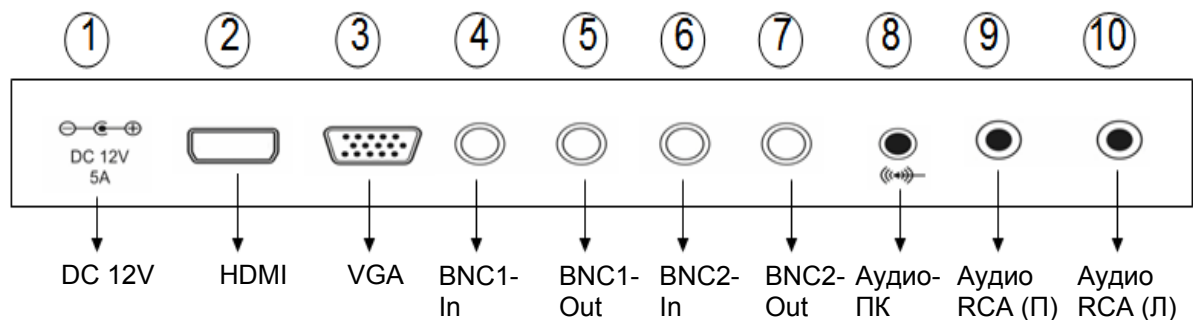 1 2 3 4 5 6 7 8 9 10
DC 12V
5A
DC 12V HDMI VGA BNC1- BNC1- BNC2- BNC2- Аудио- Аудио Аудио
In Out In Out ПК RCA (П) RCA (Л)